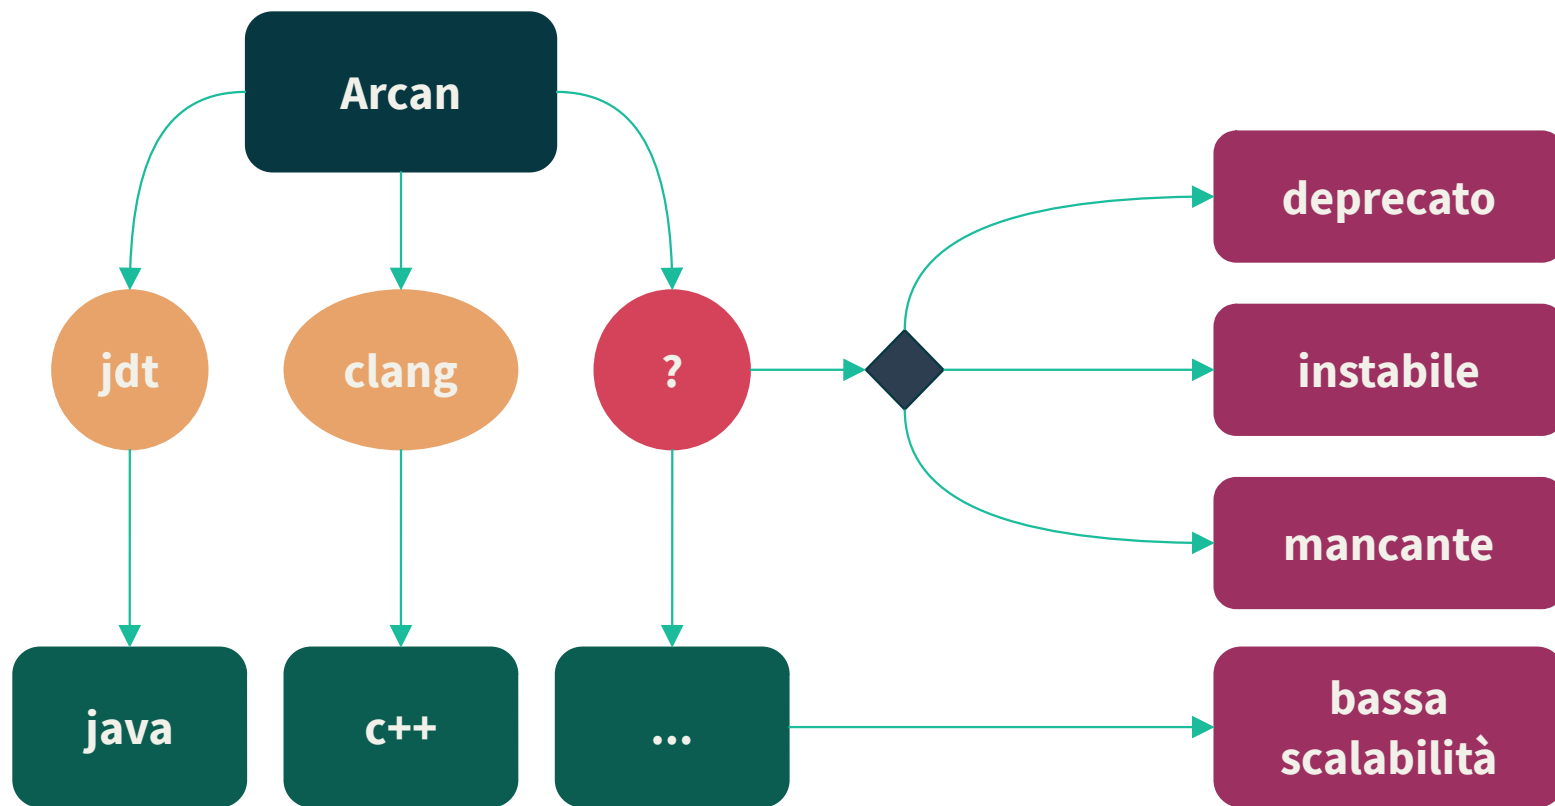 Arcan
deprecato
jdt
clang
?
instabile
mancante
java
c++
...
bassa
scalabilità